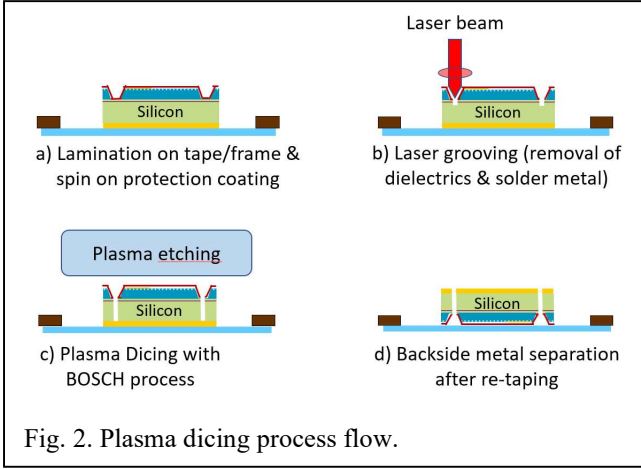 Laser beam
Silicon
Silicon
a) Lamination on tape/frame &
spin on protection coating
b) Laser grooving (removal of
dielectrics & solder metal)
Plasma etching
Silicon
Silicon
c) Plasma Dicing with
BOSCH process
d) Backside metal separation
after re-taping
Fig. 2. Plasma dicing process flow.